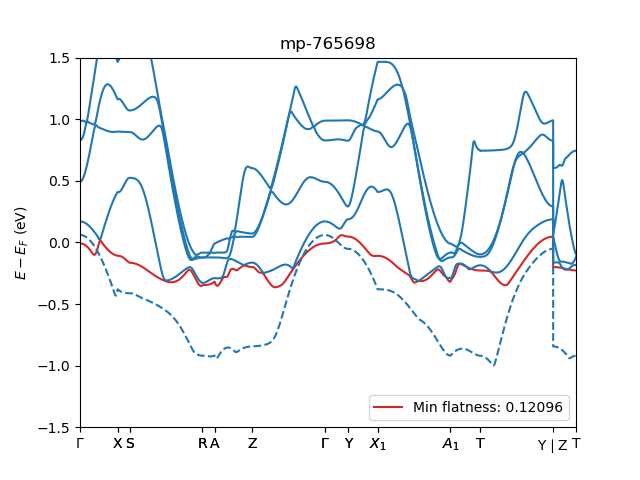 mp-765698
E − E_F (eV)
1.5
1.0
0.5
0.0
−0.5
−1.0
−1.5
Min flatness: 0.12096
Γ X S R A Z Γ Y X₁ A₁ T Y | Z T